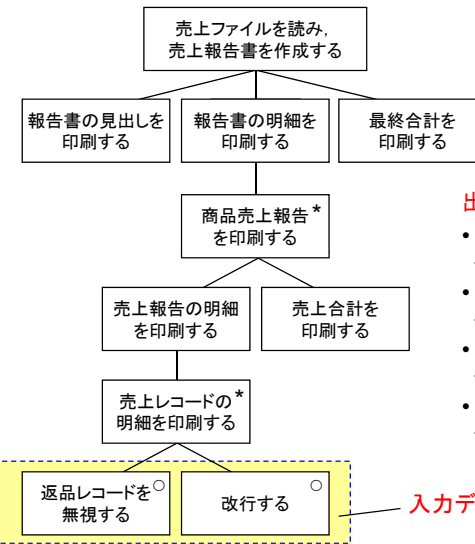 売上ファイルを読み,
売上報告書を作成する
報告書の見出しを
印刷する
報告書の明細を
印刷する
最終合計を
印刷する
商品売上報告*
を印刷する
売上報告の明細
を印刷する
売上合計を
印刷する
売上レコードの*
明細を印刷する
返品レコードを○
無視する
改行する○
入力デ